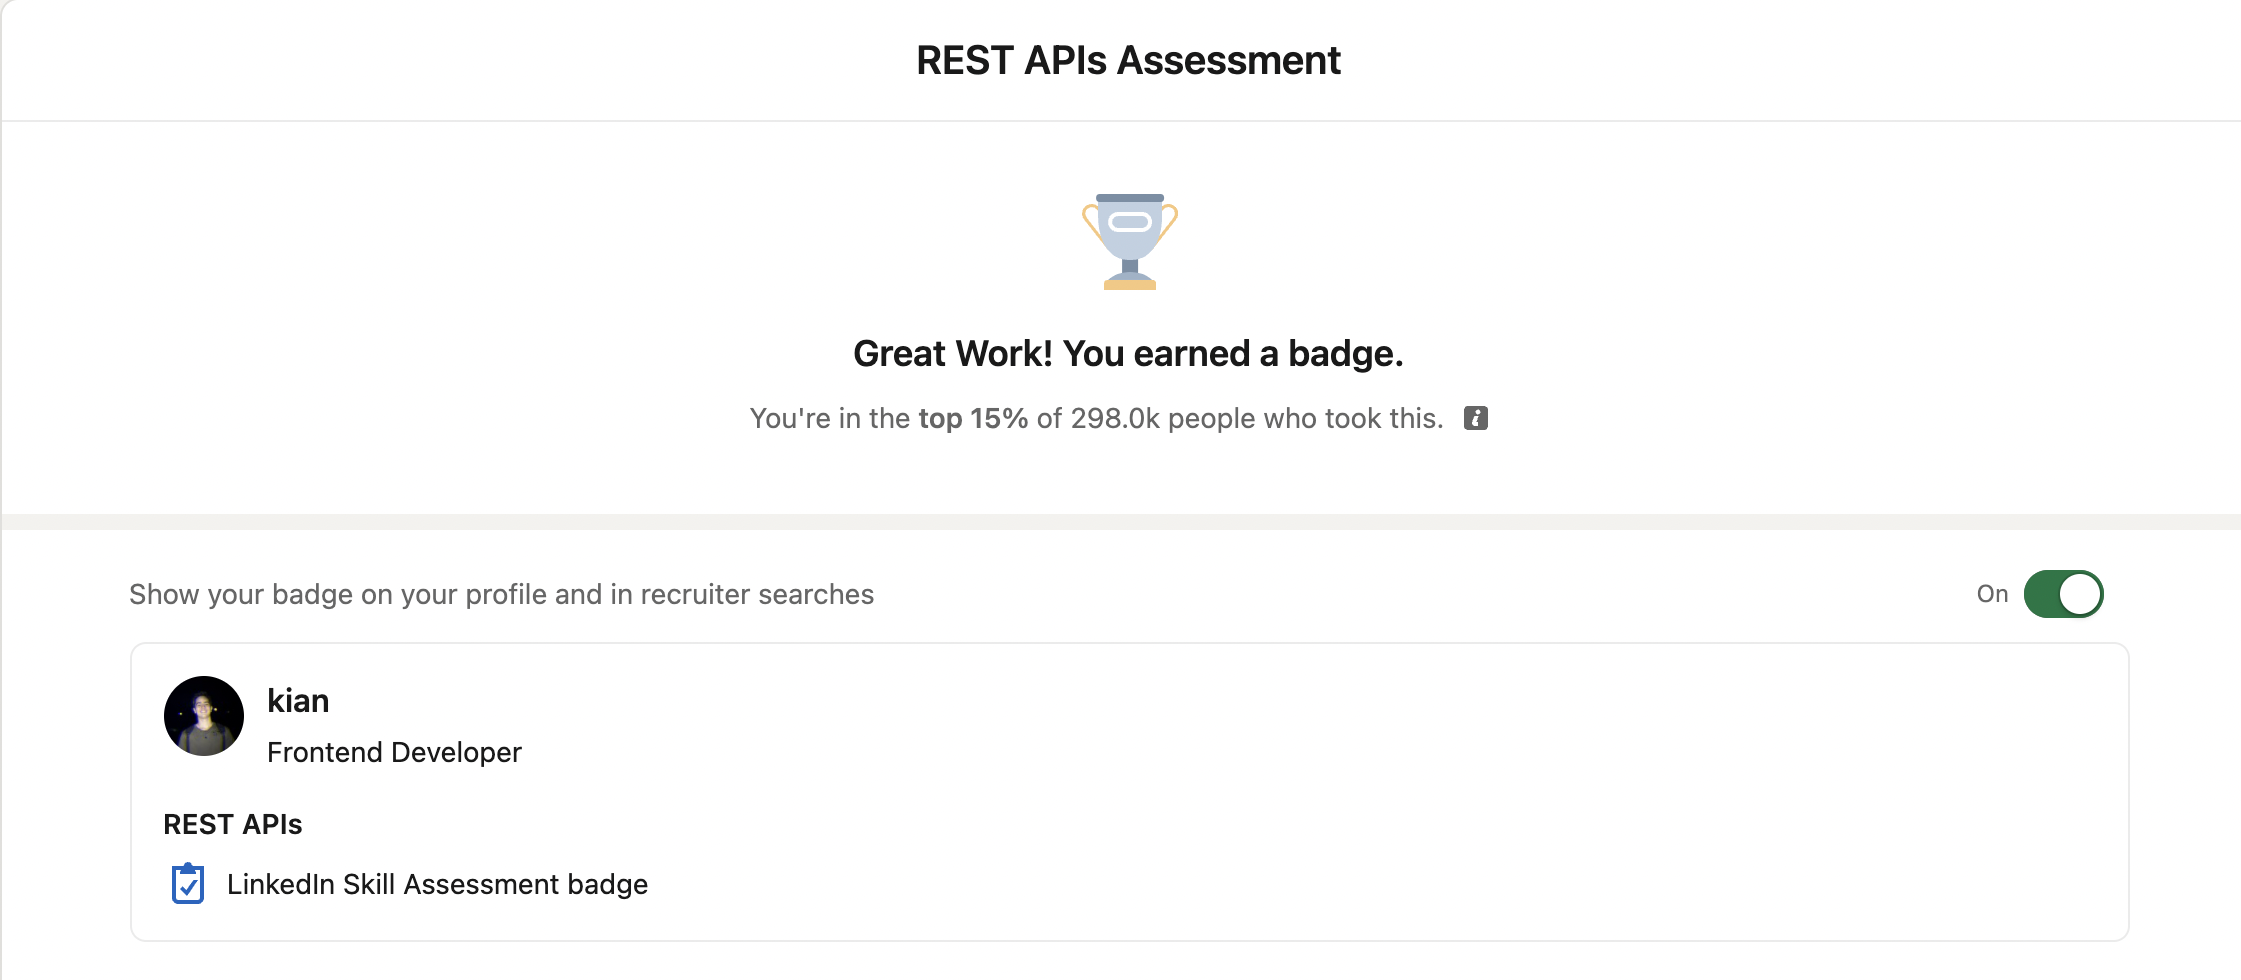 REST APIs Assessment
Great Work! You earned a badge.
You're in the top 15% of 298.0k people who took this.
Show your badge on your profile and in recruiter searches
On
kian
Frontend Developer
REST APIs
LinkedIn Skill Assessment badge